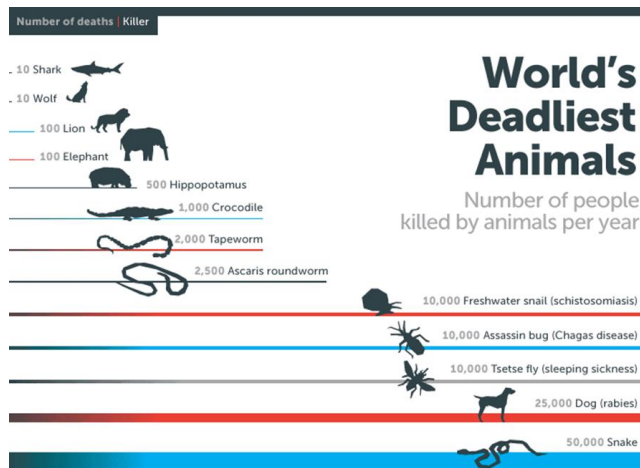 Number of deaths | Killer
World's
Deadliest
Animals
Number of people
killed by animals per year
10 Shark
10 Wolf
100 Lion
100 Elephant
500 Hippopotamus
1,000 Crocodile
2,000 Tapeworm
2,500 Ascaris roundworm
10,000 Freshwater snail (schistosomiasis)
10,000 Assassin bug (Chagas disease)
10,000 Tsetse fly (sleeping sickness)
25,000 Dog (rabies)
50,000 Snake